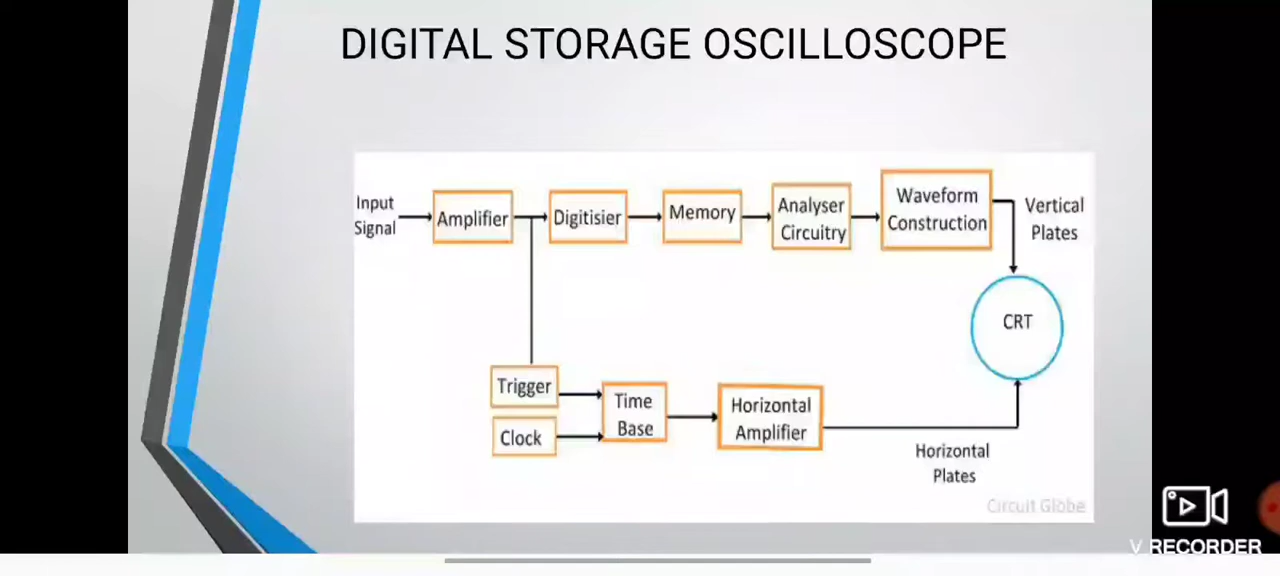 DIGITAL STORAGE OSCILLOSCOPE
Input
Signal
Amplifier
Digitisier
Memory
Analyser
Circuitry
Waveform
Construction
Vertical
Plates
CRT
Trigger
Clock
Time
Base
Horizontal
Amplifier
Horizontal
Plates
Circuit Globe
V RECORDER